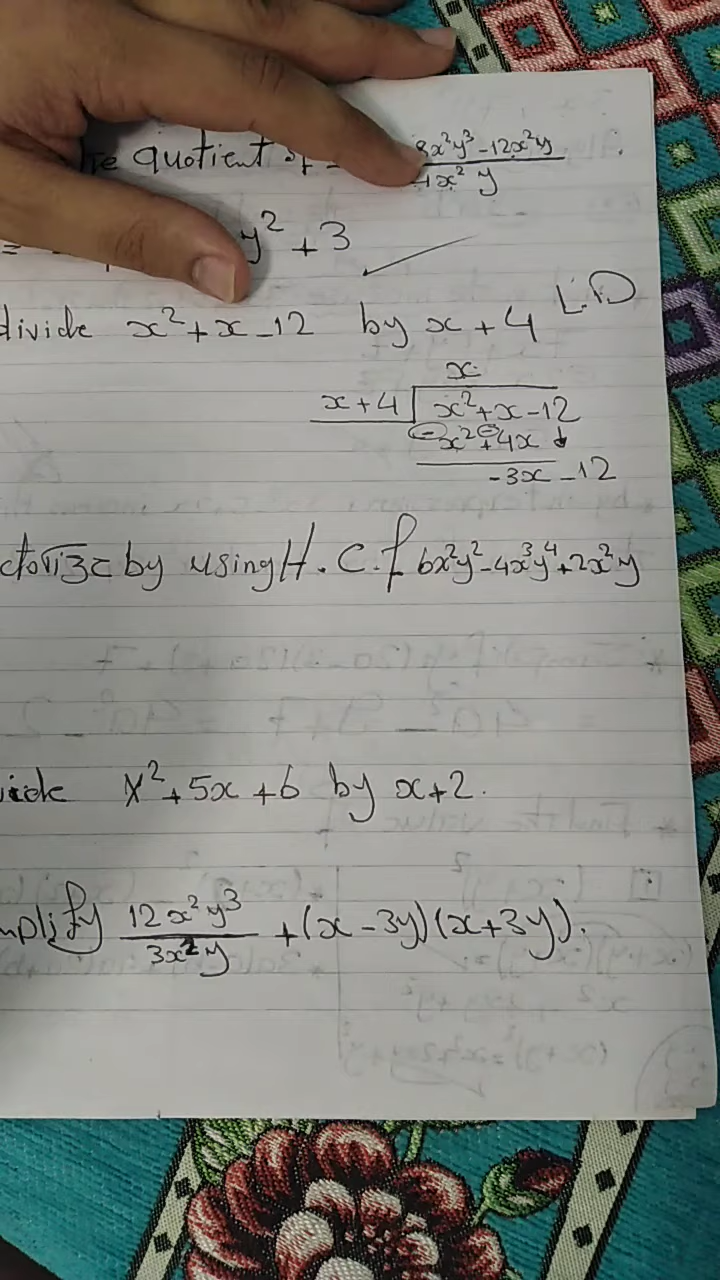 quotient of 8x²y³-12x²y / x² y
= y² + 3
divide x²+x-12 by x+4 L.D
x
x+4 x²+x-12
x²+4x
-3x-12
by using H.C.f 6x²y²-4x³y⁴+2x²y
x²+5x+6 by x+2.
12x²y³ / 3x²y +(x-3y)(x+3y).